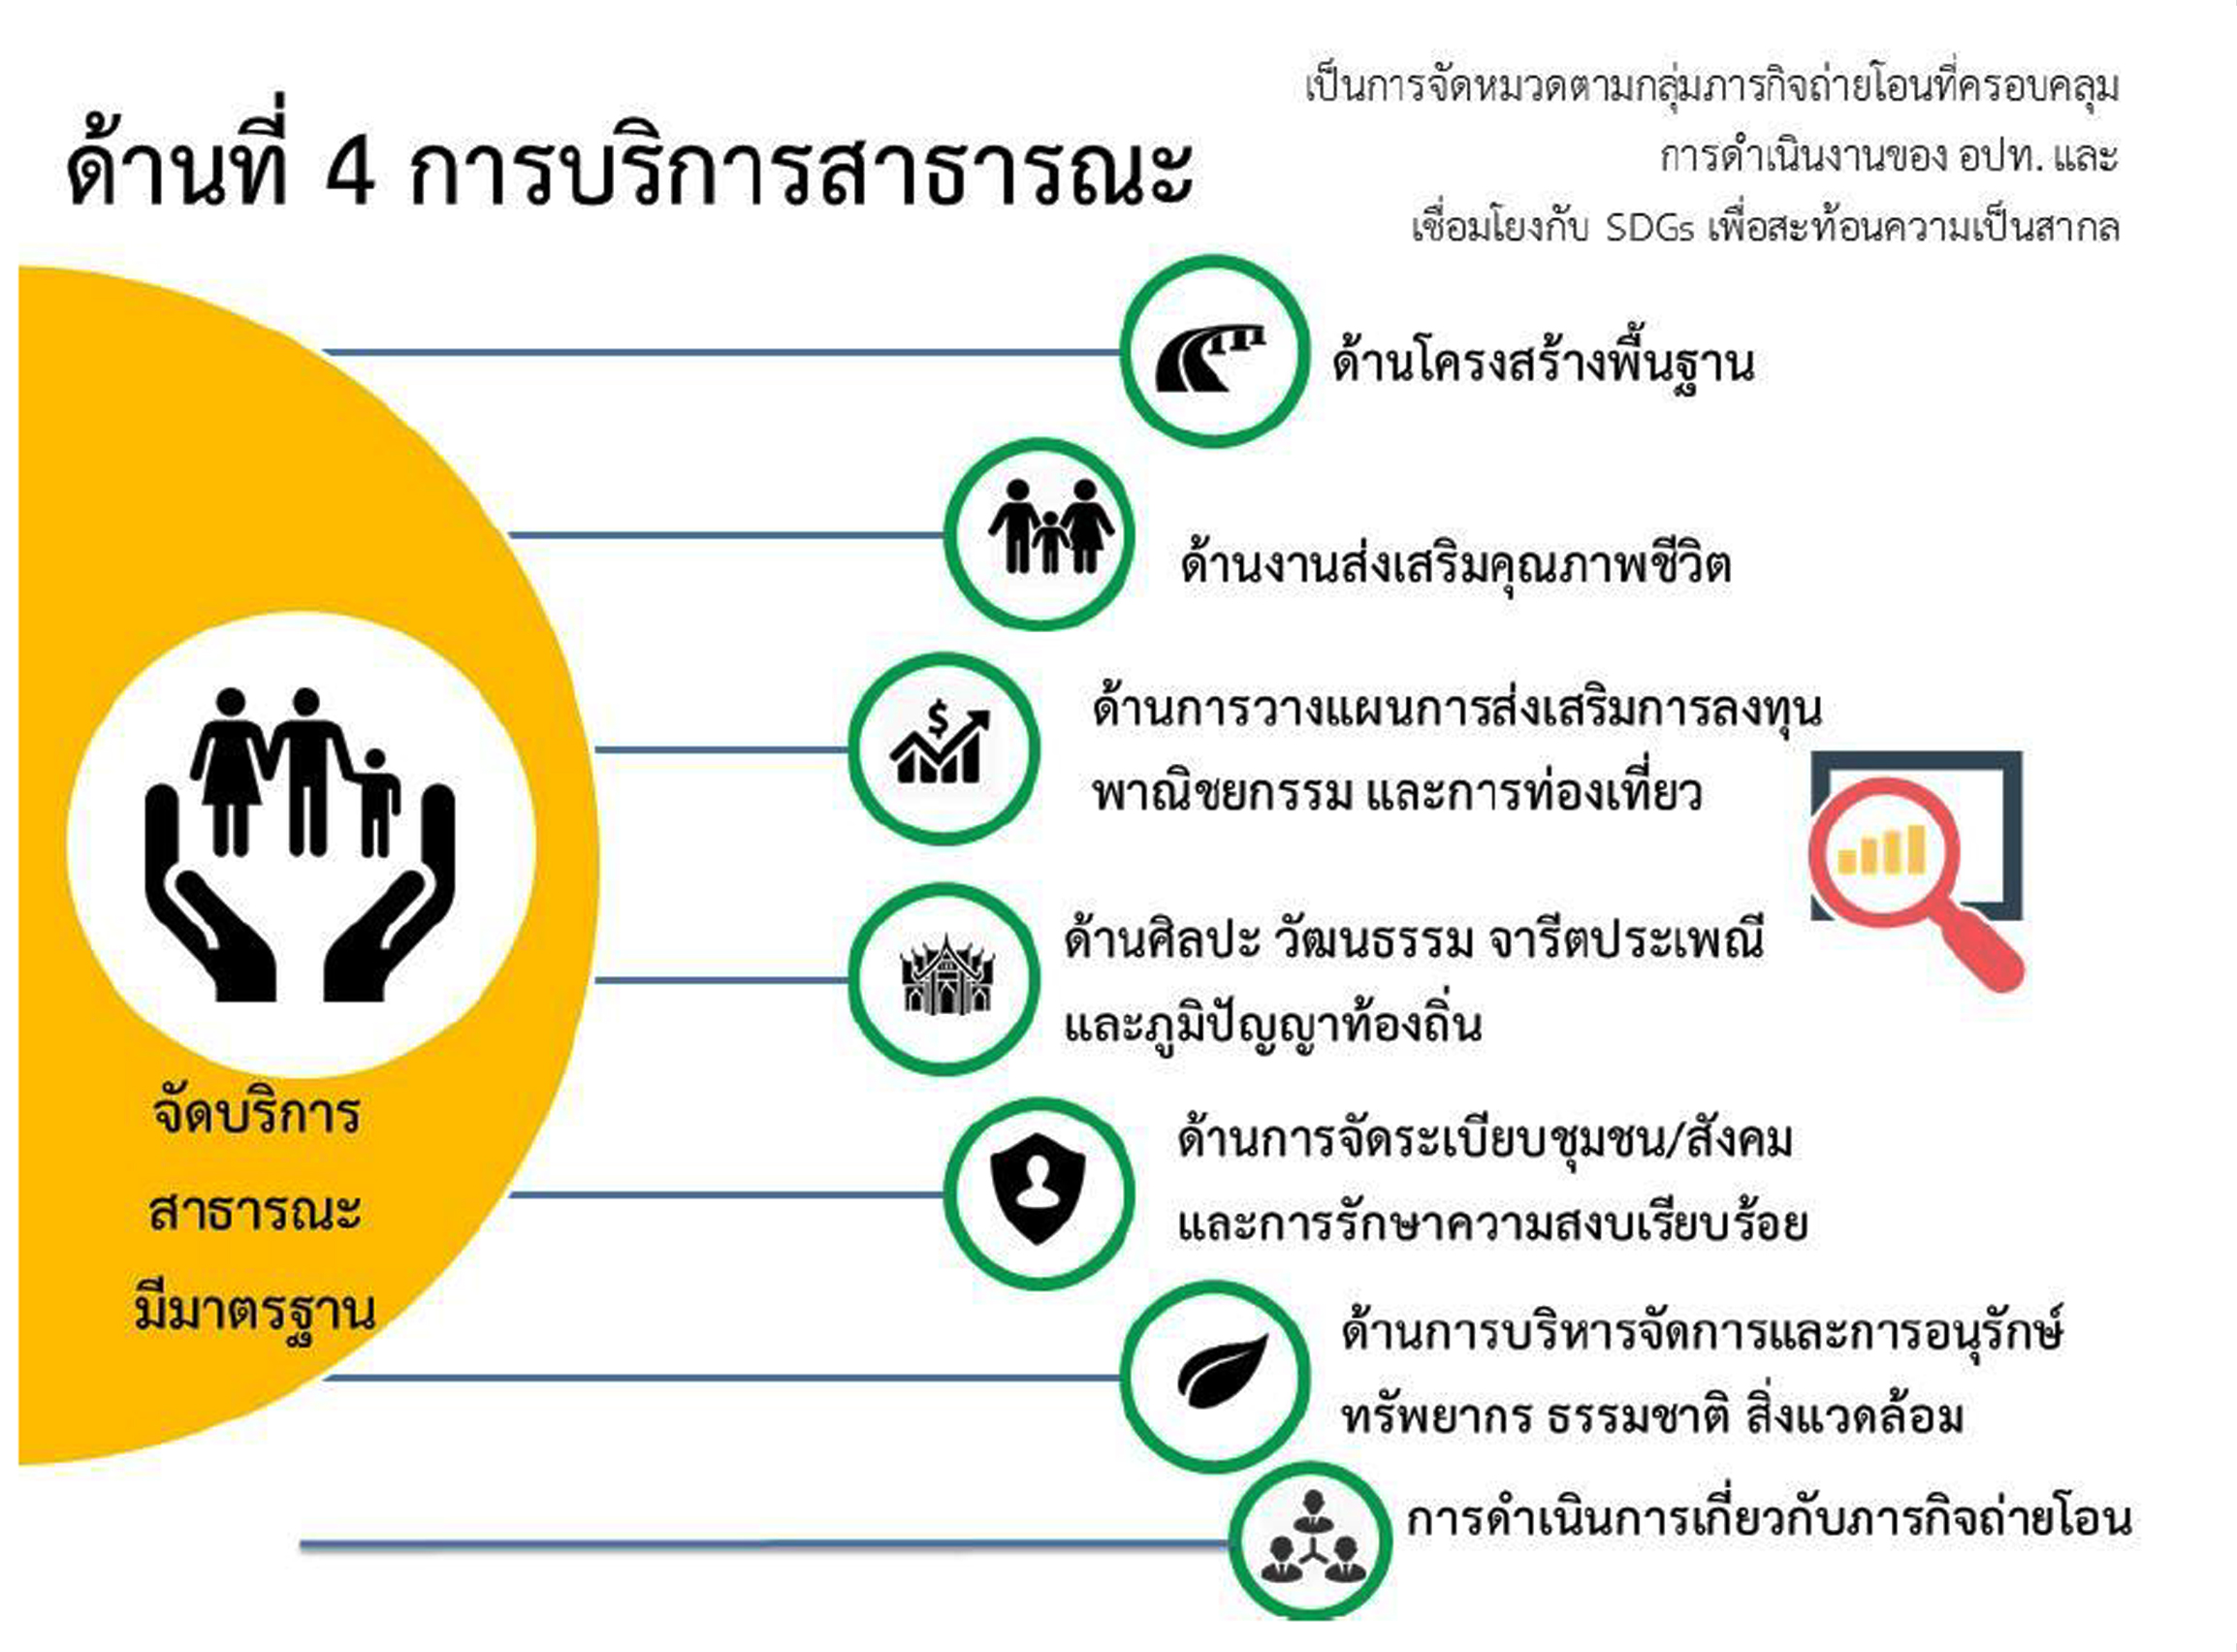 เป็นการจัดหมวดตามกลุ่มภารกิจถ่ายโอนที่ครอบคลุม
การดำเนินงานของ อปท. และ
เชื่อมโยงกับ SDGs เพื่อสะท้อนความเป็นสากล
ด้านที่ 4 การบริการสาธารณะ
ด้านโครงสร้างพื้นฐาน
ด้านงานส่งเสริมคุณภาพชีวิต
ด้านการวางแผนการส่งเสริมการลงทุน
พาณิชยกรรม และการท่องเที่ยว
ด้านศิลปะ วัฒนธรรม จารีตประเพณี
และภูมิปัญญาท้องถิ่น
จัดบริการ
สาธารณะ
มีมาตรฐาน
ด้านการจัดระเบียบชุมชน/สังคม
และการรักษาความสงบเรียบร้อย
ด้านการบริหารจัดการและการอนุรักษ์
ทรัพยากร ธรรมชาติ สิ่งแวดล้อม
การดำเนินการเกี่ยวกับภารกิจถ่ายโอน